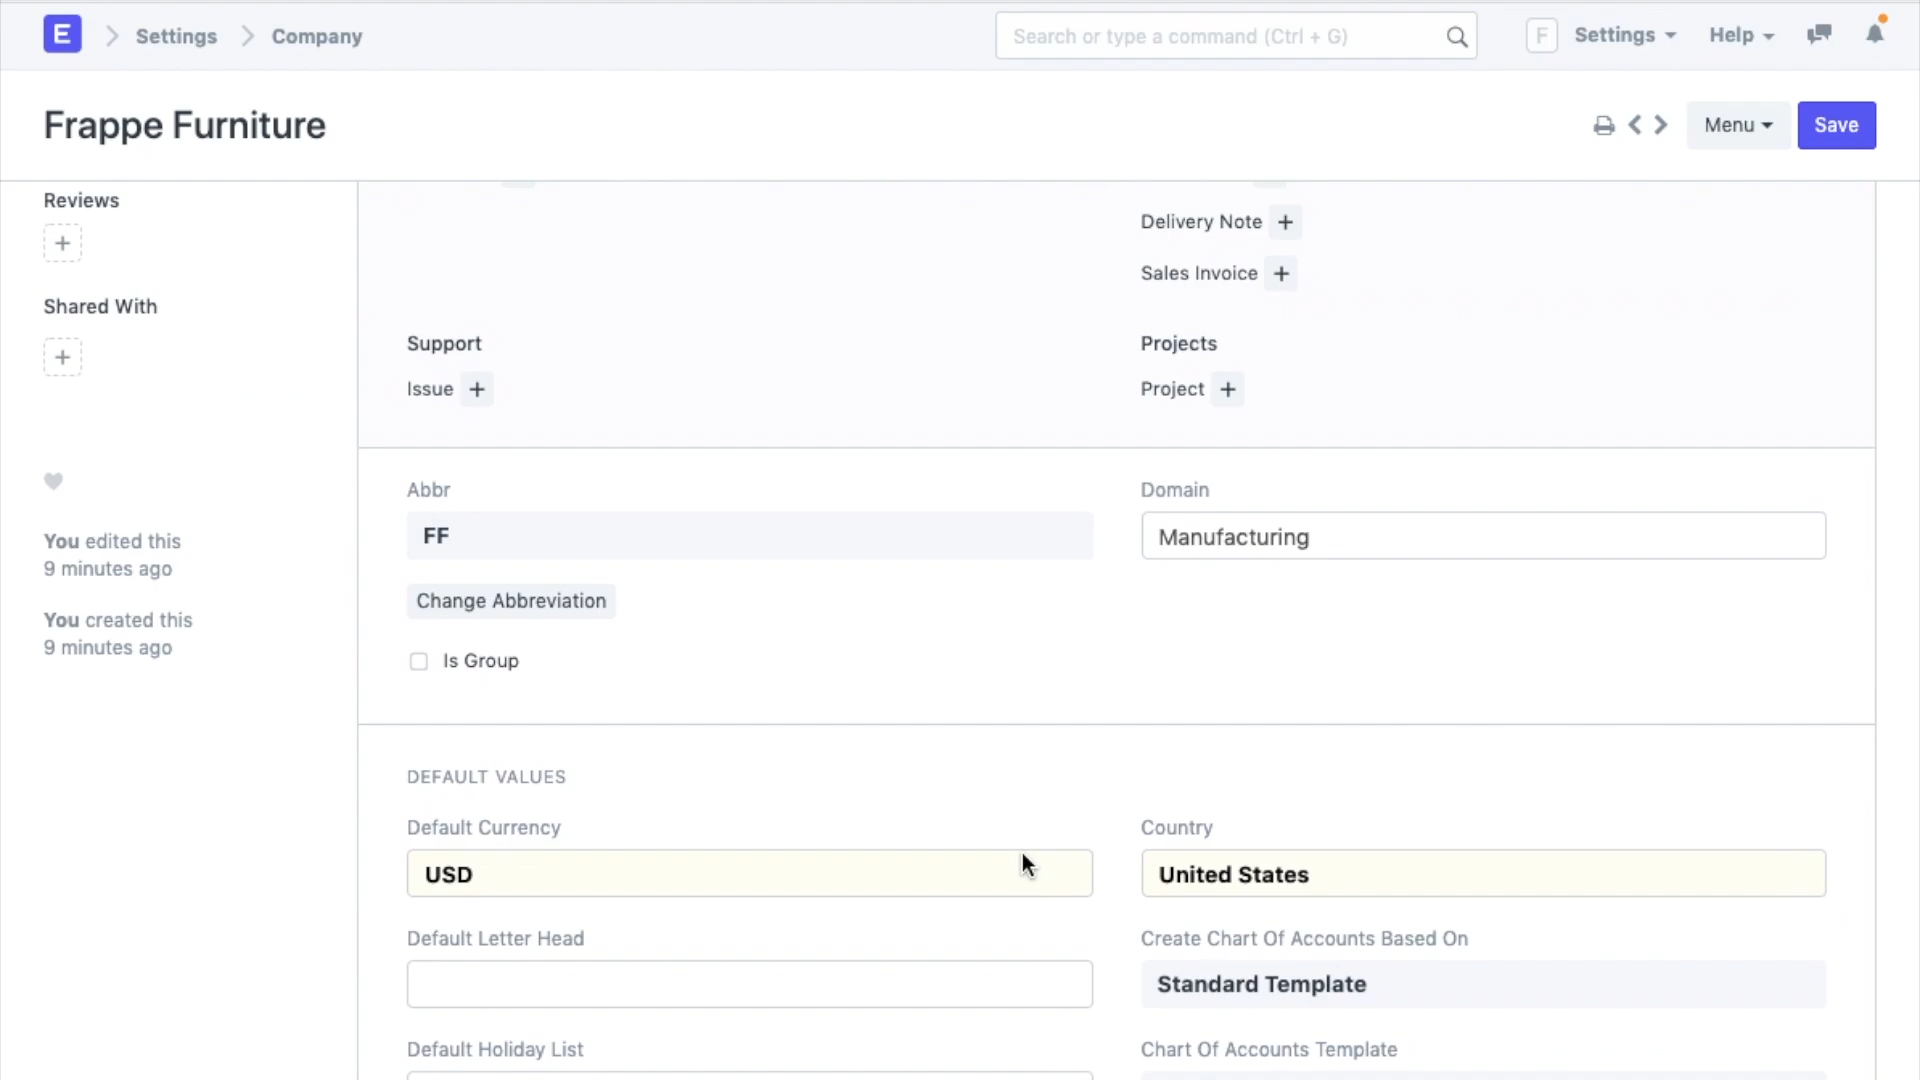 E
Settings
Company
Search or type a command (Ctrl + G)
F
Settings
Help
Frappe Furniture
Menu
Save
Reviews
+
Shared With
+
You edited this
9 minutes ago
You created this
9 minutes ago
Delivery Note +
Sales Invoice +
Support
Issue +
Projects
Project +
Abbr
FF
Change Abbreviation
Is Group
Domain
Manufacturing
DEFAULT VALUES
Default Currency
USD
Country
United States
Default Letter Head
Create Chart Of Accounts Based On
Standard Template
Default Holiday List
Chart Of Accounts Template